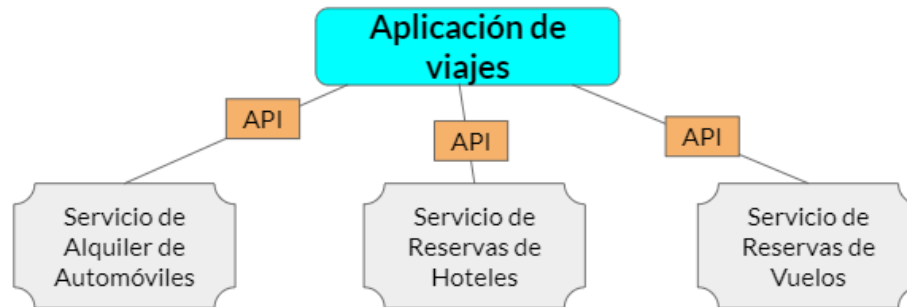 Aplicación de
viajes
API
API
API
Servicio de
Alquiler de
Automóviles
Servicio de
Reservas de
Hoteles
Servicio de
Reservas de
Vuelos